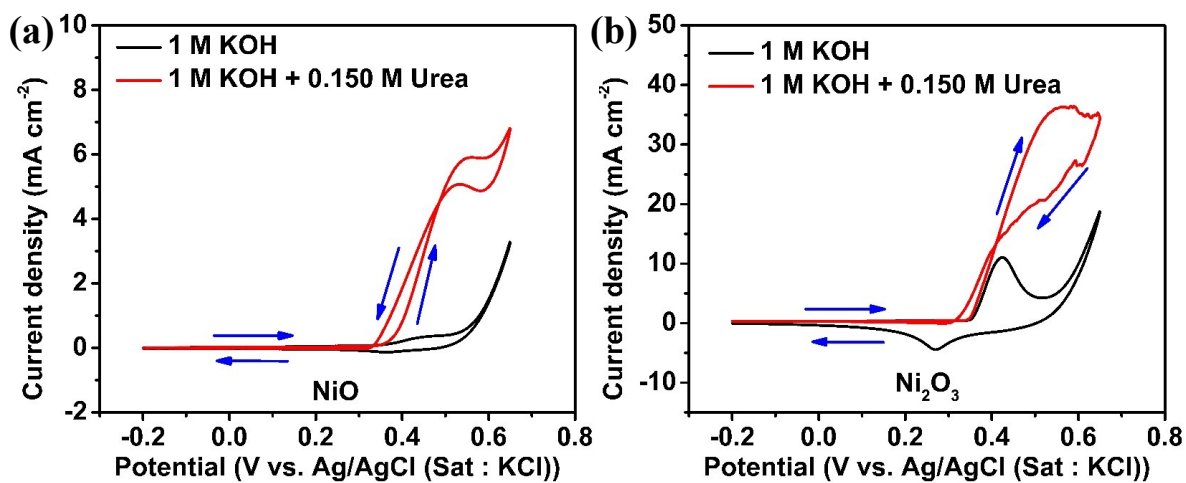 (a)
1 M KOH
1 M KOH + 0.150 M Urea
Current density (mA cm⁻²)
10
8
6
4
2
0
-2
NiO
-0.2 0.0 0.2 0.4 0.6 0.8
Potential (V vs. Ag/AgCl (Sat : KCl))
(b)
1 M KOH
1 M KOH + 0.150 M Urea
Current density (mA cm⁻²)
50
40
30
20
10
0
-10
Ni₂O₃
-0.2 0.0 0.2 0.4 0.6 0.8
Potential (V vs. Ag/AgCl (Sat : KCl))